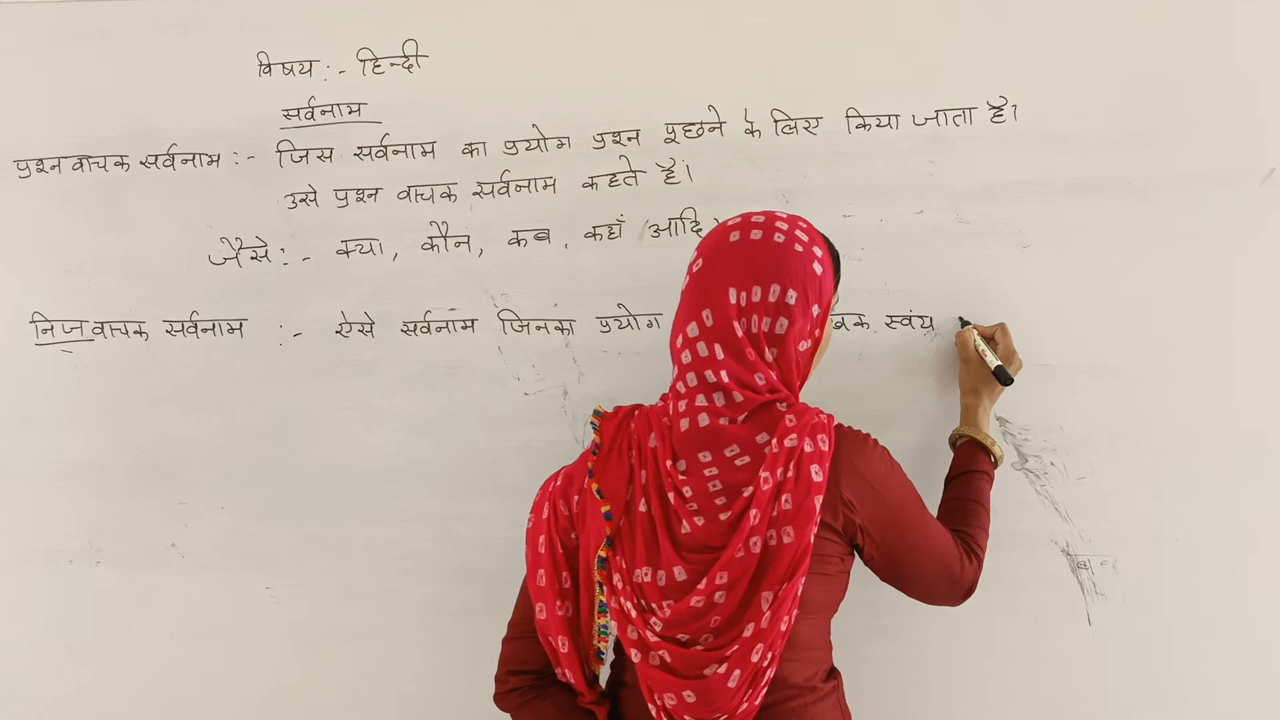 विषय :- हिन्दी
सर्वनाम
प्रश्न वाचक सर्वनाम :- जिस सर्वनाम का प्रयोग प्रश्न पूछने के लिए किया जाता है।
उसे प्रश्न वाचक सर्वनाम कहते हैं।
जैसे :- क्या, कौन, कब, कहाँ आदि
निजवाचक सर्वनाम :- ऐसे सर्वनाम जिनका प्रयोग स्वंय